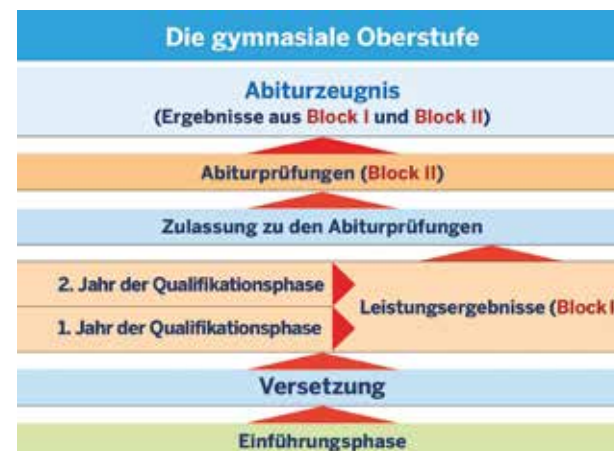 Die gymnasiale Oberstufe
Abiturzeugnis
(Ergebnisse aus Block I und Block II)
Abiturprüfungen (Block II)
Zulassung zu den Abiturprüfungen
2. Jahr der Qualifikationsphase
Leistungsergebnisse (Block I
1. Jahr der Qualifikationsphase
Versetzung
Einführungsphase